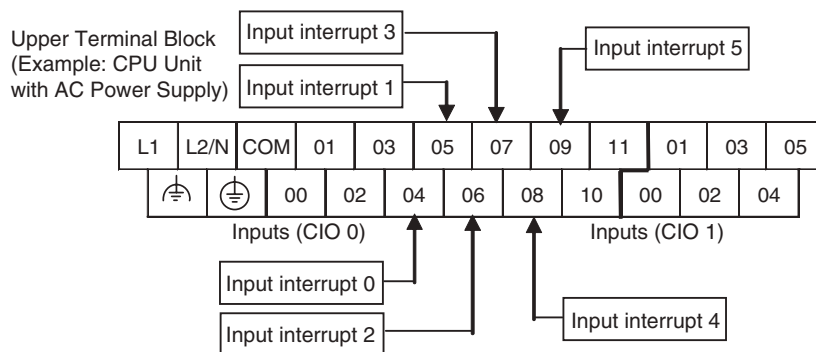 Upper Terminal Block
(Example: CPU Unit
with AC Power Supply)
Input interrupt 3
Input interrupt 1
Input interrupt 5
L1 L2/N COM 01 03 05 07 09 11 01 03 05
00 02 04 06 08 10 00 02 04
Inputs (CIO 0)
Inputs (CIO 1)
Input interrupt 0
Input interrupt 2
Input interrupt 4